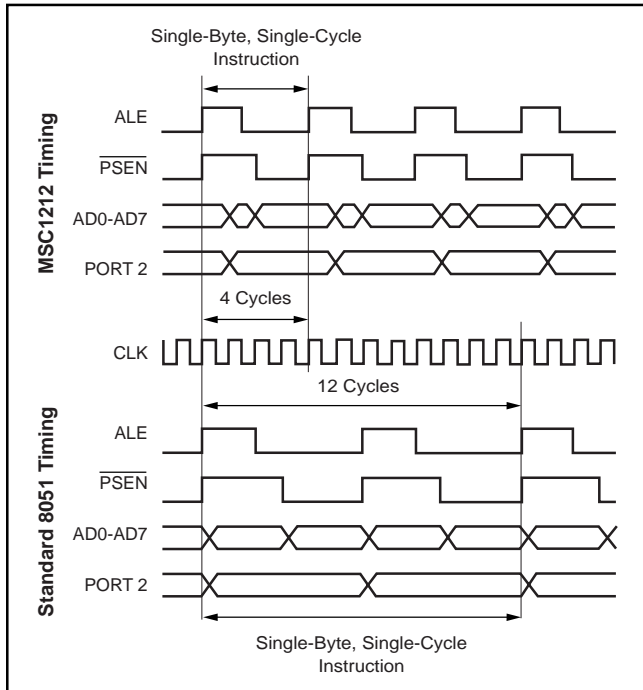 Single-Byte, Single-Cycle
Instruction
MSC1212 Timing
ALE
PSEN
AD0-AD7
PORT 2
4 Cycles
CLK
12 Cycles
Standard 8051 Timing
ALE
PSEN
AD0-AD7
PORT 2
Single-Byte, Single-Cycle
Instruction